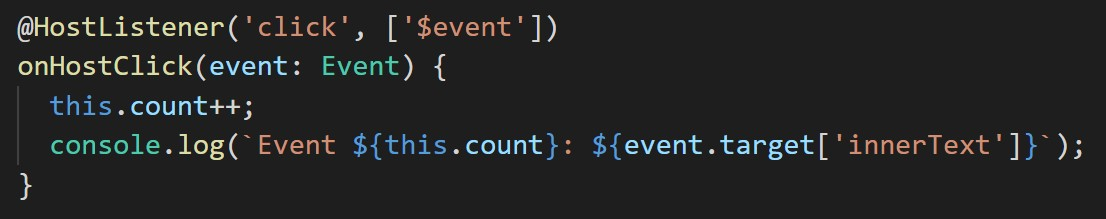 @HostListener('click', ['$event'])
onHostClick(event: Event) {
  this.count++;
  console.log(`Event ${this.count}: ${event.target['innerText']}`);
}